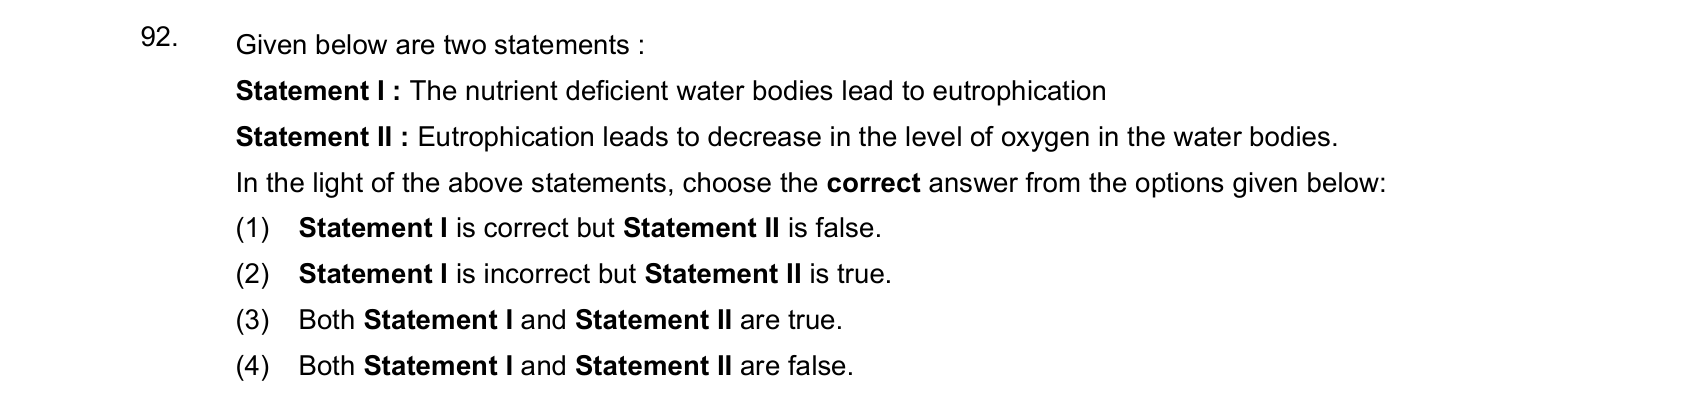 92. Given below are two statements :
Statement I : The nutrient deficient water bodies lead to eutrophication
Statement II : Eutrophication leads to decrease in the level of oxygen in the water bodies.
In the light of the above statements, choose the correct answer from the options given below:
(1) Statement I is correct but Statement II is false.
(2) Statement I is incorrect but Statement II is true.
(3) Both Statement I and Statement II are true.
(4) Both Statement I and Statement II are false.